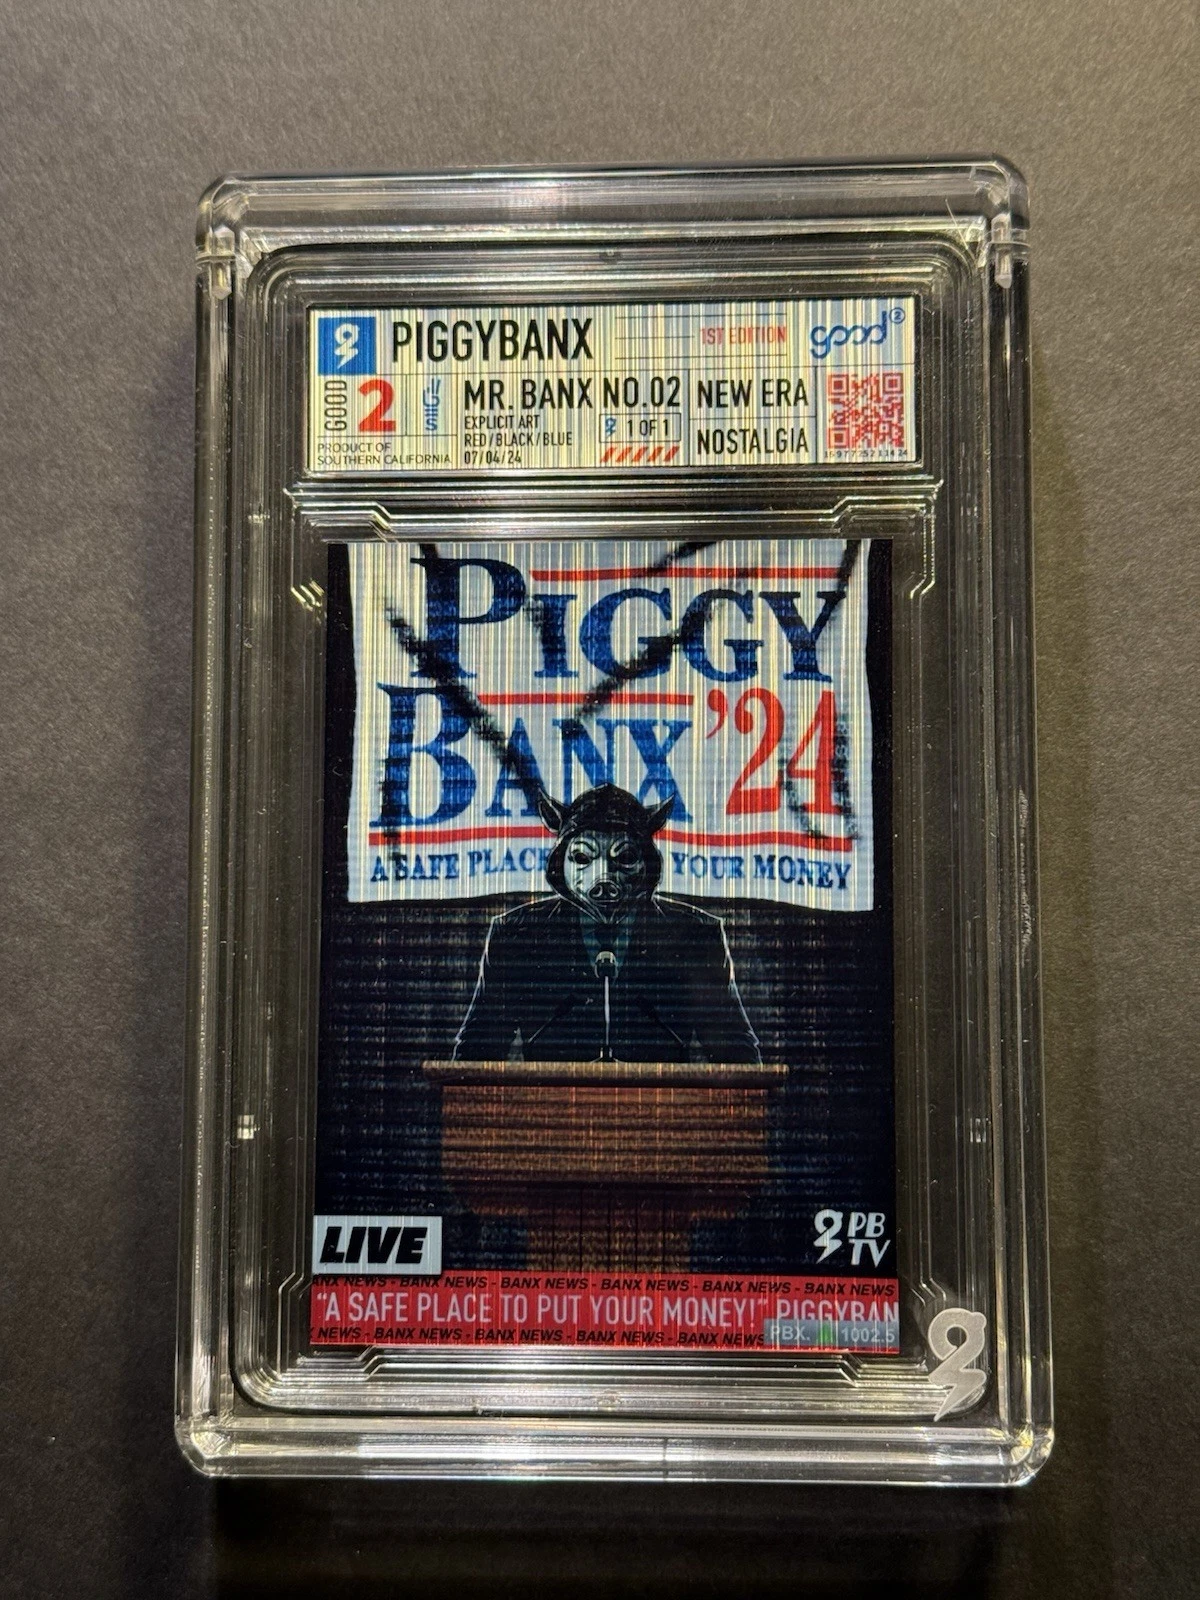 PIGGYBANX
1ST EDITION
good²
GOOD
2
MR. BANX NO.02
NEW ERA
EXPLICIT ART
1 OF 1
RED/BLACK/BLUE
NOSTALGIA
PRODUCT OF
SOUTHERN CALIFORNIA
07/04/24
PIGGY
BANX '24
A SAFE PLACE YOUR MONEY
LIVE
PB
TV
ANX NEWS - BANX NEWS - BANX NEWS - BANX NEWS - BANX NEWS - BANX NEWS
"A SAFE PLACE TO PUT YOUR MONEY!" PIGGYBAN
X NEWS - BANX NEWS - BANX NEWS - BANX NEWS - BANX NEWS
PBX. 1002.5